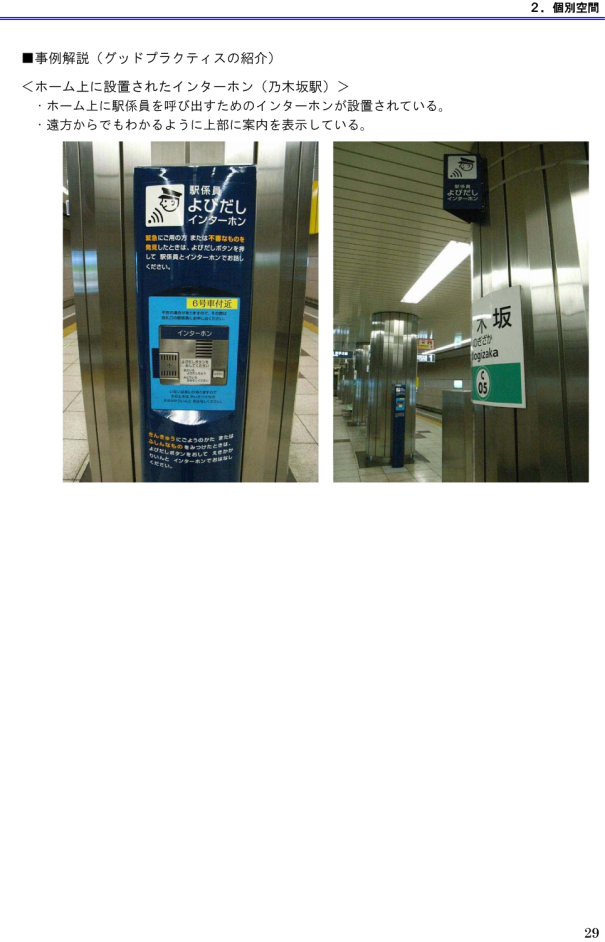 ２．個別空間
■事例解説（グッドプラクティスの紹介）
＜ホーム上に設置されたインターホン（乃木坂駅）＞
・ホーム上に駅係員を呼び出すためのインターホンが設置されている。
・遠方からでもわかるように上部に案内を表示している。
駅係員
よびだし
インターホン
緊急にご用の方 または不審なものを
発見したときは、よびだしボタンを押
して 駅係員とインターホンでお話し
ください。
6号車付近
インターホン
きんきゅうにごようのかた または
ふしんなものをみつけたときは、
よびだしボタンをおして えきかか
りいんと インターホンでおはなし
ください。
駅係員
よびだし
インターホン
木坂
のぎざか
ogizaka
C
05
29